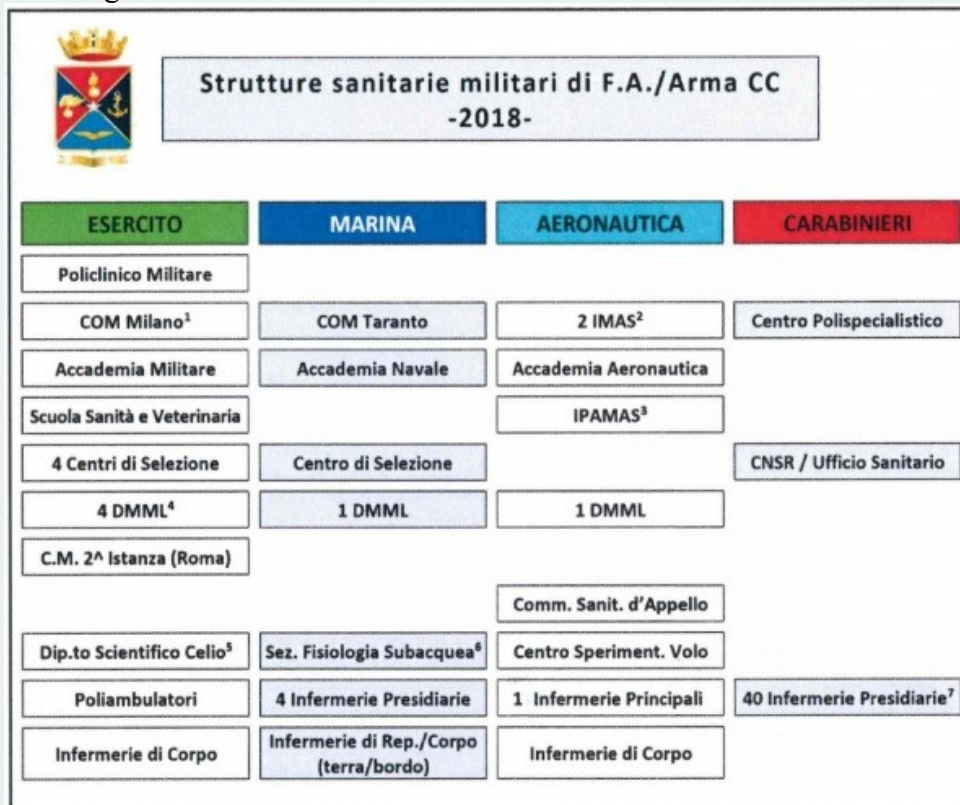 Strutture sanitarie militari di F.A./Arma CC
-2018-
ESERCITO MARINA AERONAUTICA CARABINIERI
Policlinico Militare
COM Milano¹ COM Taranto 2 IMAS² Centro Polispecialistico
Accademia Militare Accademia Navale Accademia Aeronautica
Scuola Sanità e Veterinaria IPAMAS³
4 Centri di Selezione Centro di Selezione CNSR / Ufficio Sanitario
4 DMML⁴ 1 DMML 1 DMML
C.M. 2^ Istanza (Roma)
Comm. Sanit. d'Appello
Dip.to Scientifico Celio⁵ Sez. Fisiologia Subacquea⁶ Centro Speriment. Volo
Poliambulatori 4 Infermerie Presidiarie 1 Infermerie Principali 40 Infermerie Presidiarie⁷
Infermerie di Corpo Infermerie di Rep./Corpo Infermerie di Corpo
(terra/bordo)